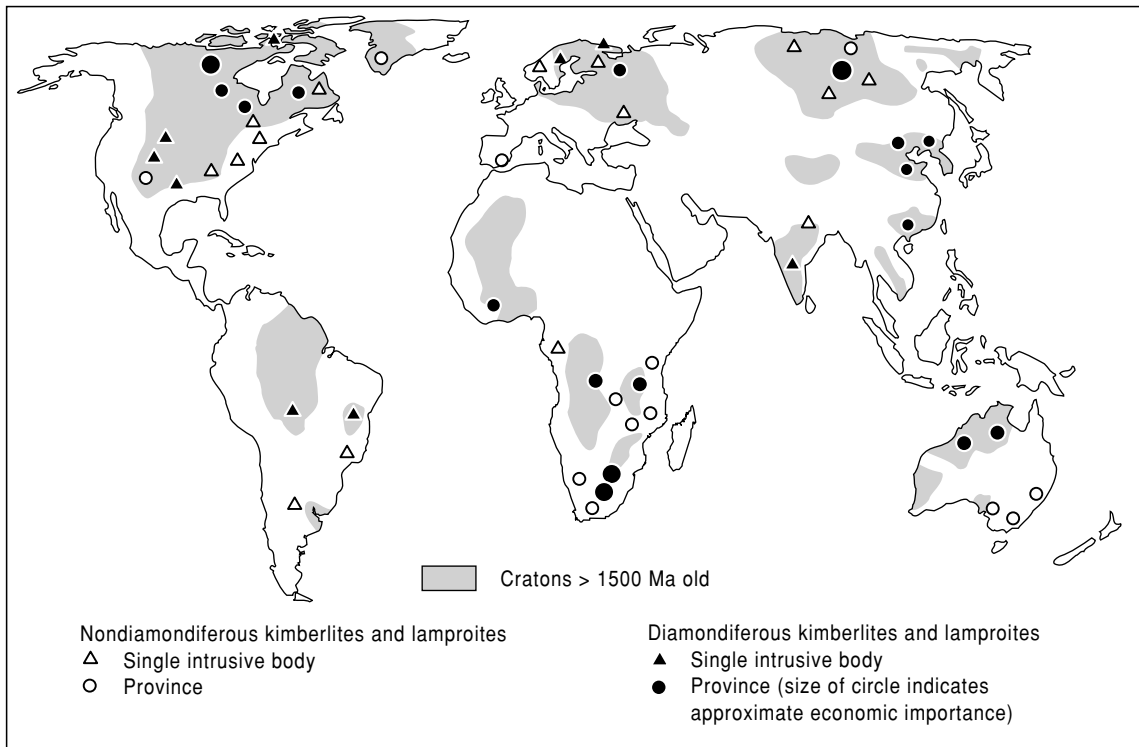 Cratons > 1500 Ma old
Nondiamondiferous kimberlites and lamproites
Single intrusive body
Province
Diamondiferous kimberlites and lamproites
Single intrusive body
Province (size of circle indicates
approximate economic importance)